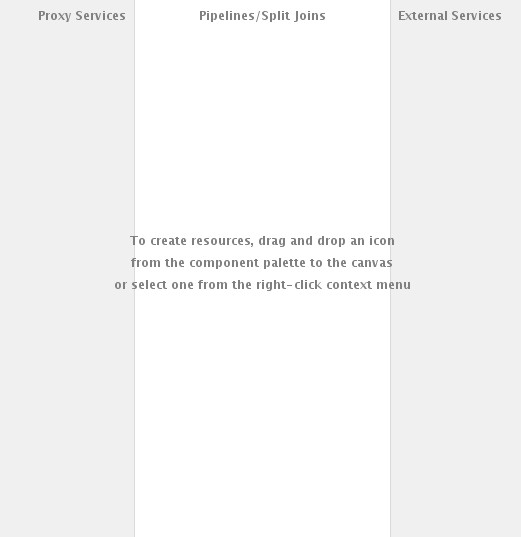 Proxy Services
Pipelines/Split Joins
External Services
To create resources, drag and drop an icon
from the component palette to the canvas
or select one from the right-click context menu